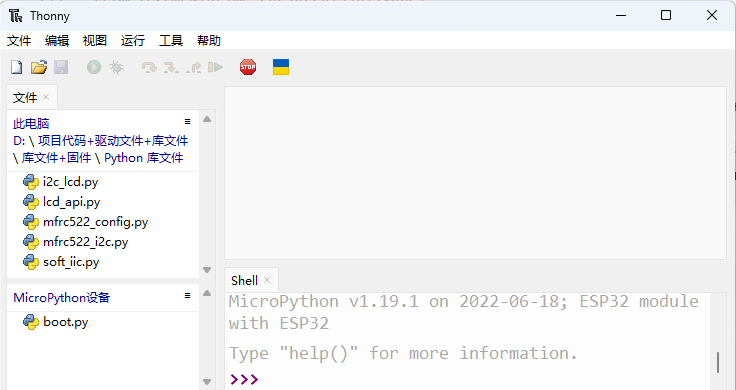 Thonny
文件 编辑 视图 运行 工具 帮助
STOP
文件
此电脑
D: \ 项目代码+驱动文件+库文件
\ 库文件+固件 \ Python 库文件
i2c_lcd.py
lcd_api.py
mfrc522_config.py
mfrc522_i2c.py
soft_iic.py
MicroPython设备
boot.py
Shell
MicroPython v1.19.1 on 2022-06-18; ESP32 module
with ESP32
Type "help()" for more information.
>>>